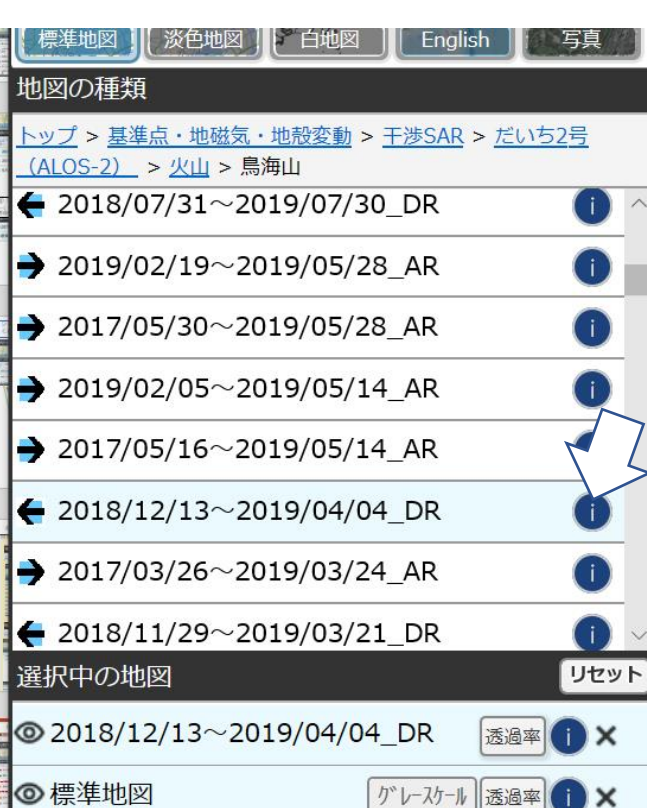 標準地図 淡色地図 白地図 English 写真
地図の種類
トップ > 基準点・地磁気・地殻変動 > 干渉SAR > だいち2号
（ALOS-2） > 火山 > 鳥海山
2018/07/31～2019/07/30_DR i
2019/02/19～2019/05/28_AR i
2017/05/30～2019/05/28_AR i
2019/02/05～2019/05/14_AR i
2017/05/16～2019/05/14_AR
2018/12/13～2019/04/04_DR i
2017/03/26～2019/03/24_AR i
2018/11/29～2019/03/21_DR i
選択中の地図 リセット
2018/12/13～2019/04/04_DR 透過率 i
標準地図 グレースケール 透過率 i